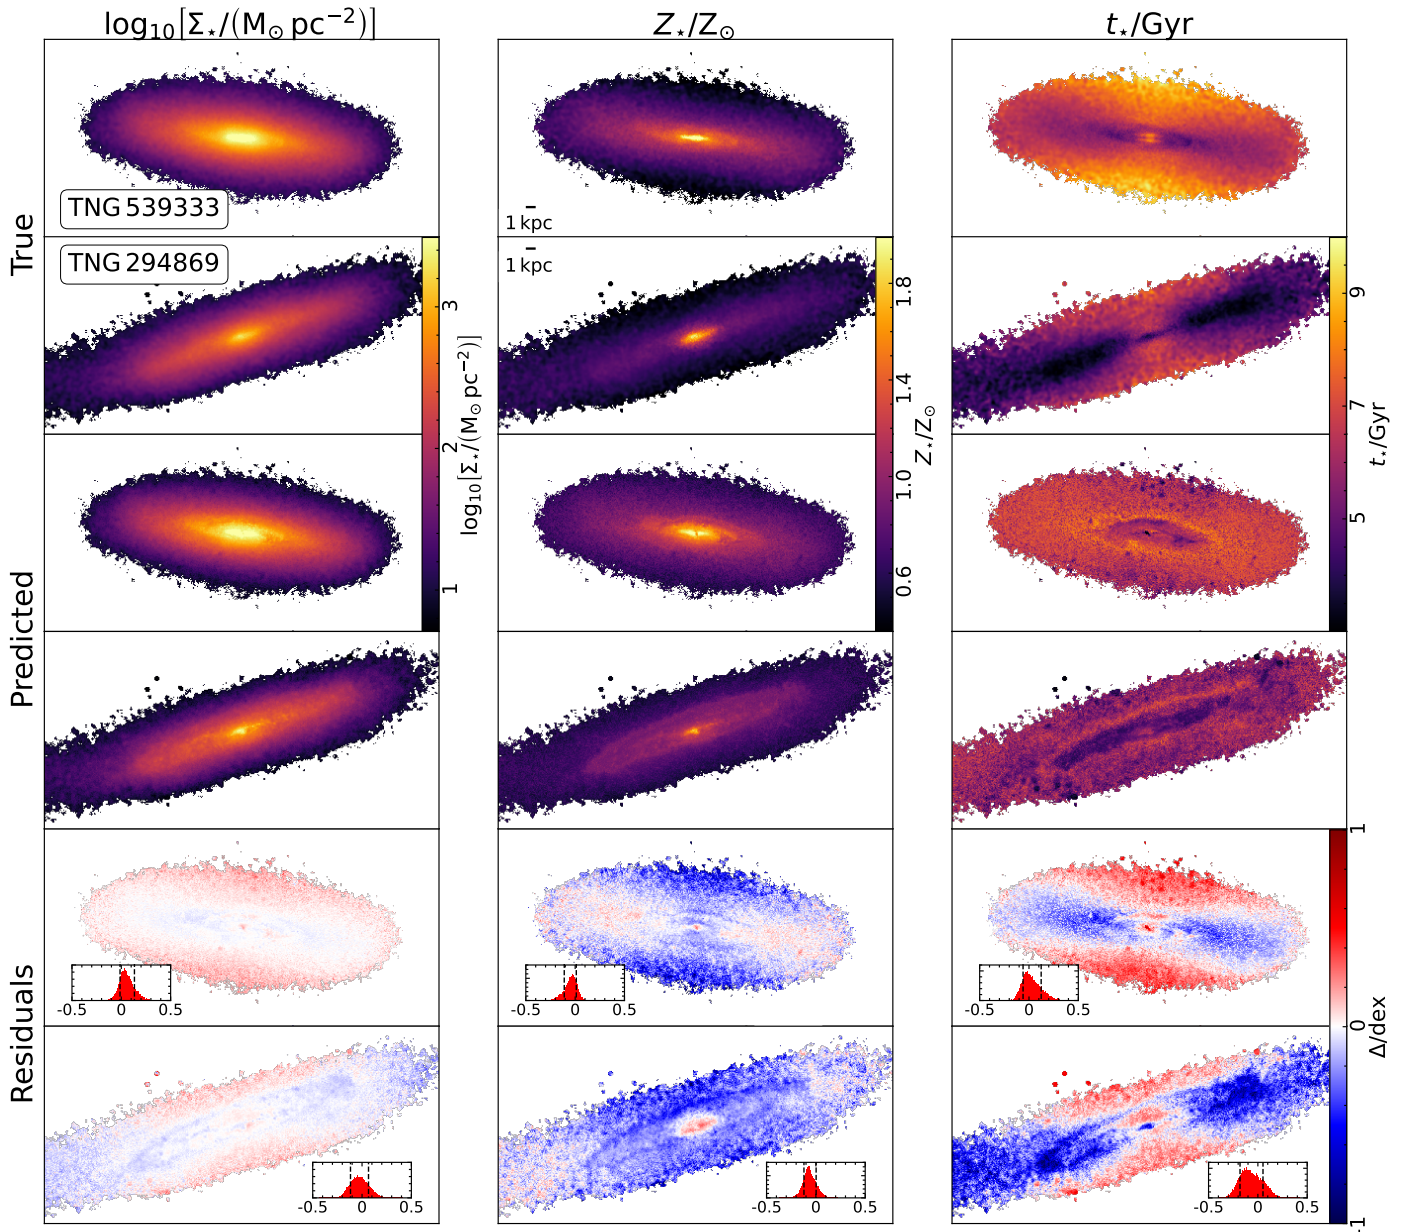 log₁₀[Σ⋆/(M⊙ pc⁻²)]
Z⋆/Z⊙
t⋆/Gyr
True
TNG 539333
1 kpc
TNG 294869
1 kpc
3
2
1
log₁₀[Σ⋆/(M⊙ pc⁻²)]
1.8
1.4
1.0
0.6
Z⋆/Z⊙
9
7
5
t⋆/Gyr
Predicted
Residuals
-0.5 0 0.5
-0.5 0 0.5
-0.5 0 0.5
-0.5 0 0.5
-0.5 0 0.5
-0.5 0 0.5
1
0
-1
Δ/dex